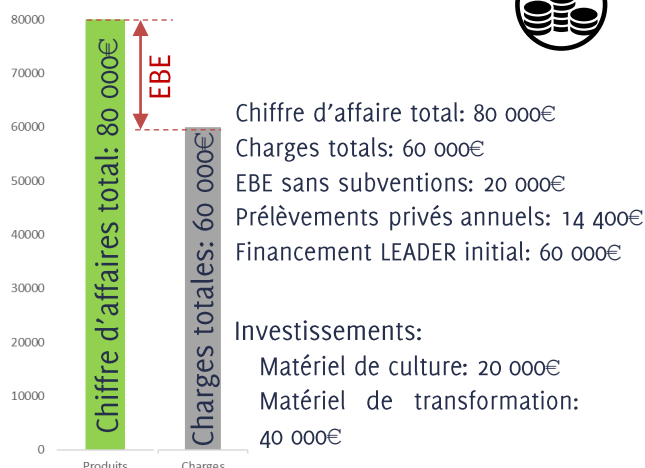 80000
70000
60000
50000
40000
30000
20000
10000
0
Chiffre d'affaires total: 80 000€
EBE
Charges totales: 60 000€
Produits
Charges
Chiffre d'affaire total: 80 000€
Charges totals: 60 000€
EBE sans subventions: 20 000€
Prélèvements privés annuels: 14 400€
Financement LEADER initial: 60 000€
Investissements:
Matériel de culture: 20 000€
Matériel de transformation:
40 000€